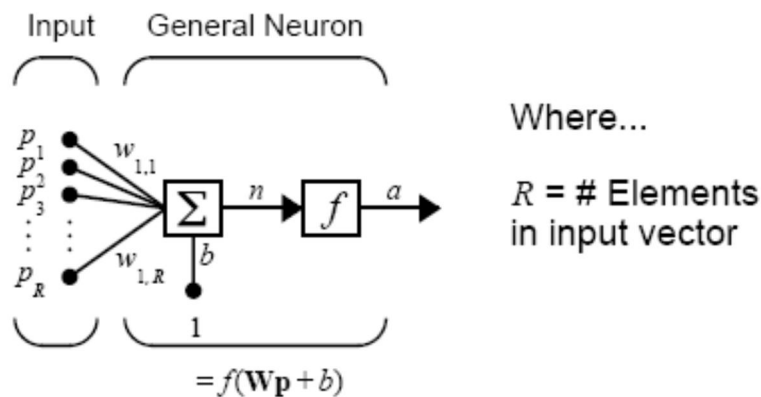 Input General Neuron
Where...
p1
w1,1
p2
p3
Σ
n
f
a
R = # Elements
in input vector
pR
w1,R
b
1
= f(Wp + b)